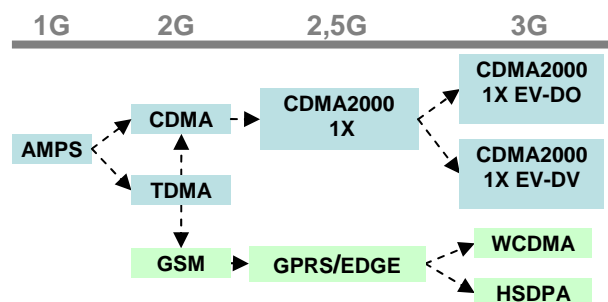 1G 2G 2,5G 3G
AMPS
CDMA
TDMA
GSM
CDMA2000
1X
GPRS/EDGE
CDMA2000
1X EV-DO
CDMA2000
1X EV-DV
WCDMA
HSDPA